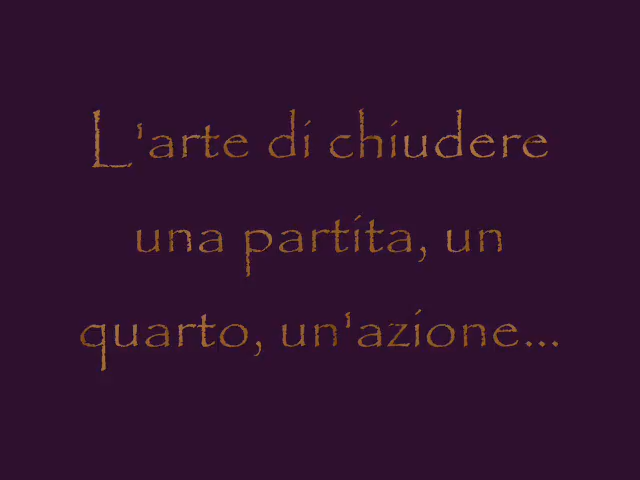 L'arte di chiudere
una partita, un
quarto, un'azione...